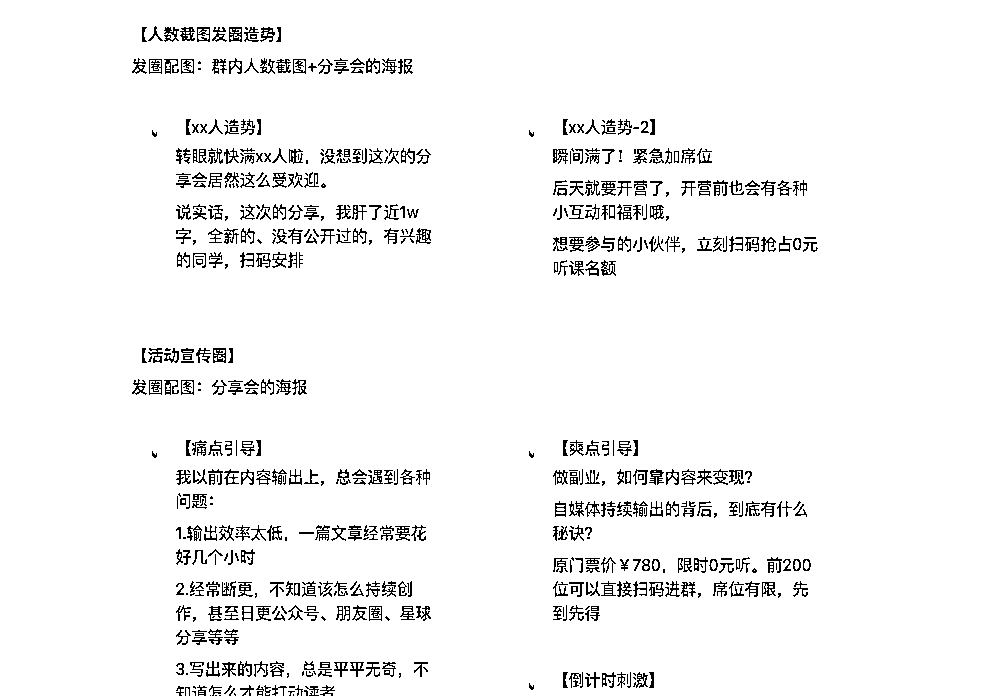 【人数截图发圈造势】
发圈配图：群内人数截图+分享会的海报
【xx人造势】
转眼就快满xx人啦，没想到这次的分
享会居然这么受欢迎。
说实话，这次的分享，我肝了近1w
字，全新的、没有公开过的，有兴趣
的同学，扫码安排
【xx人造势-2】
瞬间满了！紧急加席位
后天就要开营了，开营前也会有各种
小互动和福利哦，
想要参与的小伙伴，立刻扫码抢占0元
听课名额
【活动宣传圈】
发圈配图：分享会的海报
【痛点引导】
我以前在内容输出上，总会遇到各种
问题：
1.输出效率太低，一篇文章经常要花
好几个小时
2.经常断更，不知道该怎么持续创
作，甚至日更公众号、朋友圈、星球
分享等等
3.写出来的内容，总是平平无奇，不
知道怎么才能打动读者
【爽点引导】
做副业，如何靠内容来变现？
自媒体持续输出的背后，到底有什么
秘诀？
原门票价￥780，限时0元听。前200
位可以直接扫码进群，席位有限，先
到先得
【倒计时刺激】